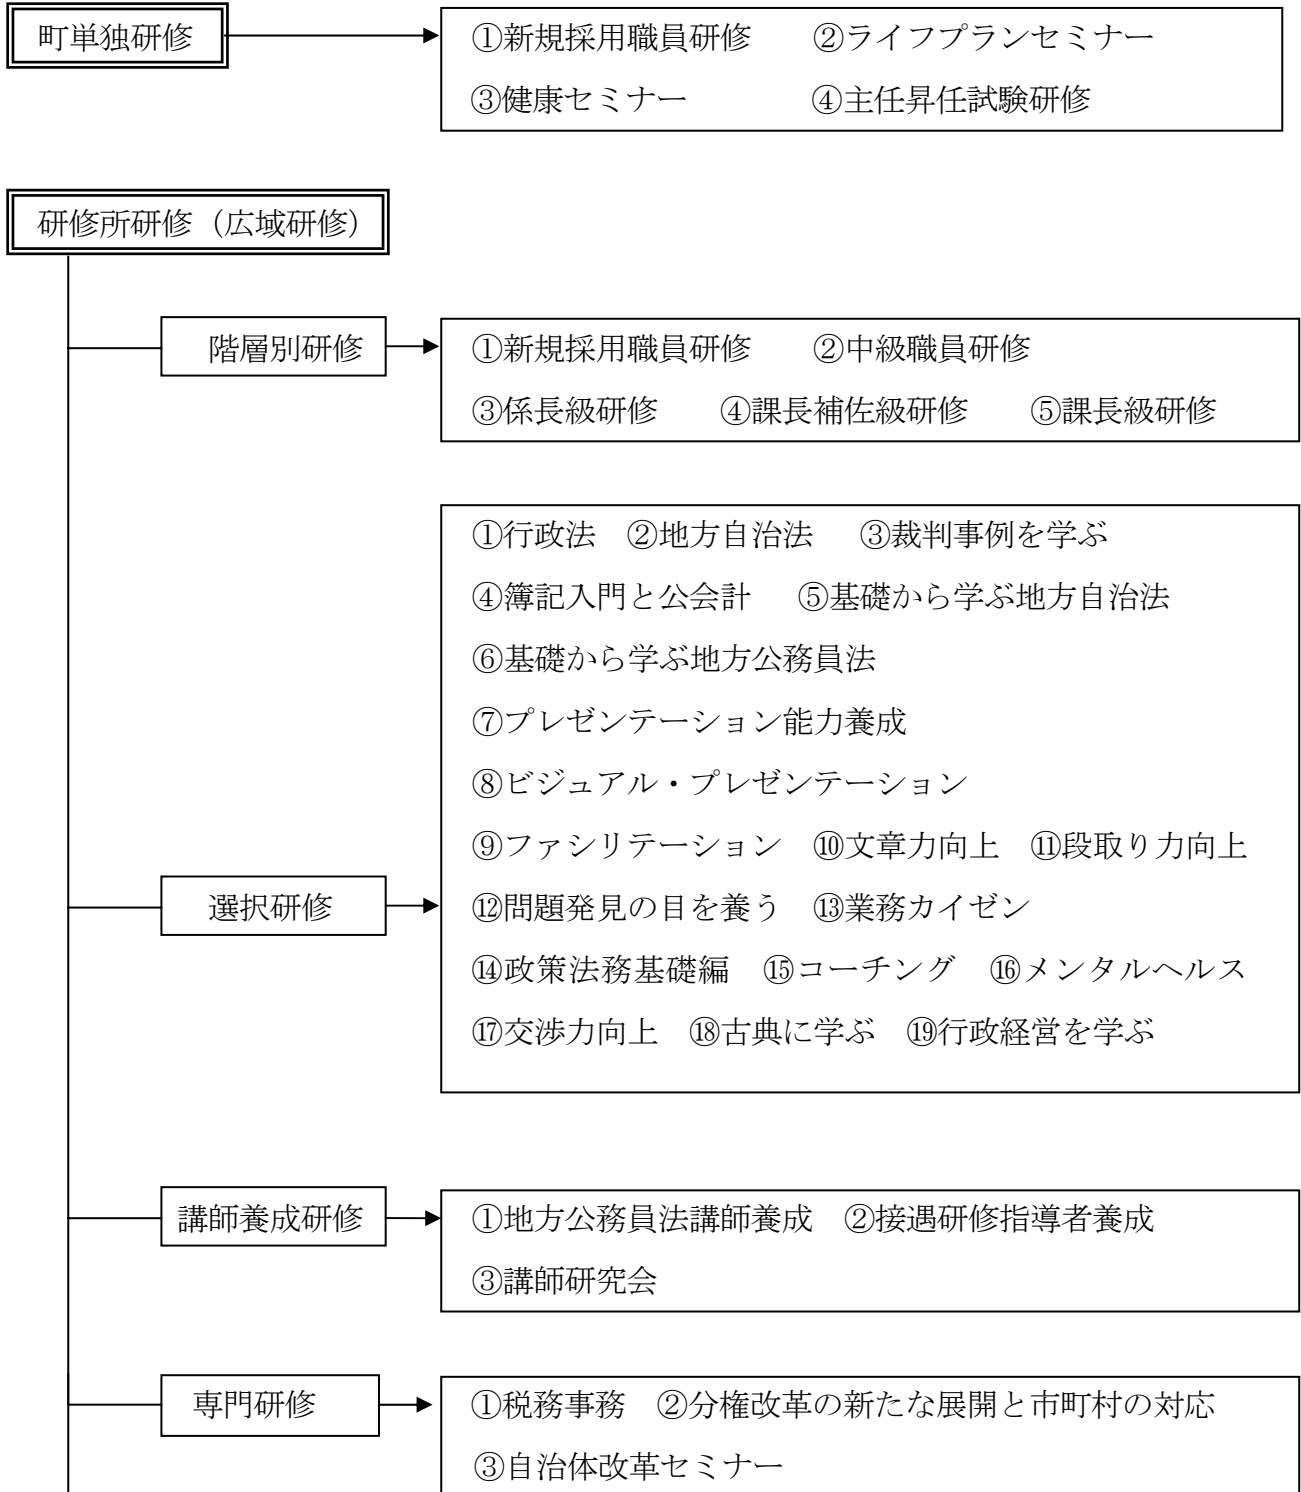 町単独研修
①新規採用職員研修　②ライフプランセミナー
③健康セミナー　④主任昇任試験研修
研修所研修（広域研修）
階層別研修
①新規採用職員研修　②中級職員研修
③係長級研修　④課長補佐級研修　⑤課長級研修
選択研修
①行政法　②地方自治法　③裁判事例を学ぶ
④簿記入門と公会計　⑤基礎から学ぶ地方自治法
⑥基礎から学ぶ地方公務員法
⑦プレゼンテーション能力養成
⑧ビジュアル・プレゼンテーション
⑨ファシリテーション　⑩文章力向上　⑪段取り力向上
⑫問題発見の目を養う　⑬業務カイゼン
⑭政策法務基礎編　⑮コーチング　⑯メンタルヘルス
⑰交渉力向上　⑱古典に学ぶ　⑲行政経営を学ぶ
講師養成研修
①地方公務員法講師養成　②接遇研修指導者養成
③講師研究会
専門研修
①税務事務　②分権改革の新たな展開と市町村の対応
③自治体改革セミナー